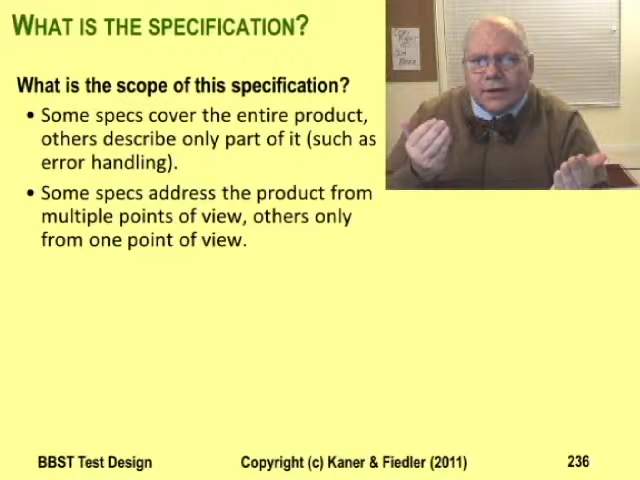 WHAT IS THE SPECIFICATION?
What is the scope of this specification?
• Some specs cover the entire product,
others describe only part of it (such as
error handling).
• Some specs address the product from
multiple points of view, others only
from one point of view.
BBST Test Design
Copyright (c) Kaner & Fiedler (2011)
236